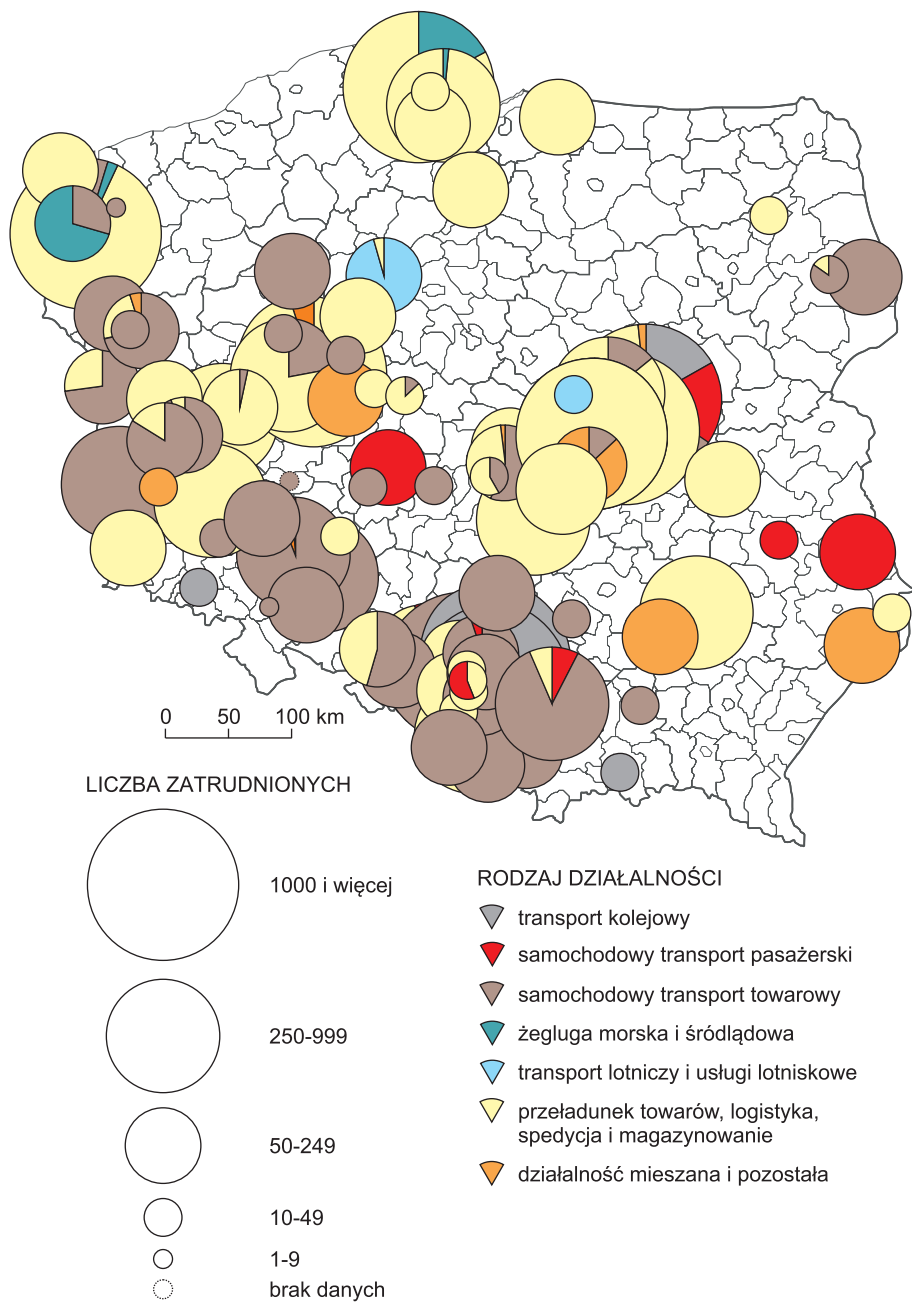 0 50 100 km
LICZBA ZATRUDNIONYCH
1000 i więcej
250-999
50-249
10-49
1-9
brak danych
RODZAJ DZIAŁALNOŚCI
transport kolejowy
samochodowy transport pasażerski
samochodowy transport towarowy
żegluga morska i śródlądowa
transport lotniczy i usługi lotniskowe
przeładunek towarów, logistyka,
spedycja i magazynowanie
działalność mieszana i pozostała